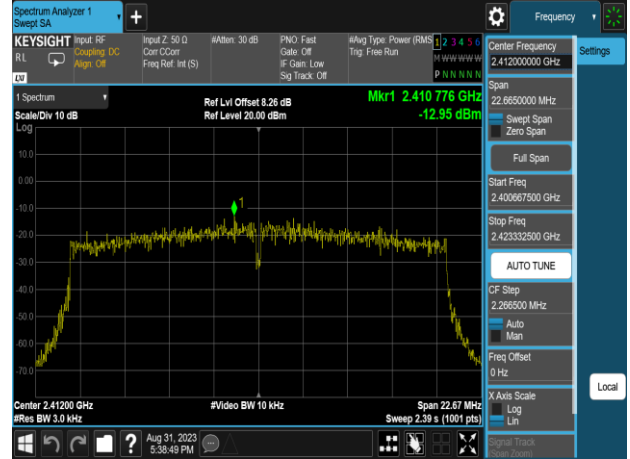 Spectrum Analyzer 1
Swept SA
+
Frequency
KEYSIGHT
RL
LXI
Input: RF
Coupling: DC
Align: Off
Input Z: 50 Ω
Corr CCorr
Freq Ref: Int (S)
#Atten: 30 dB
PNO: Fast
Gate: Off
IF Gain: Low
Sig Track: Off
#Avg Type: Power (RMS
Trig: Free Run
1 2 3 4 5 6
M W W W W W
P N N N N N
1 Spectrum
Scale/Div 10 dB
Ref Lvl Offset 8.26 dB
Ref Level 20.00 dBm
Mkr1 2.410 776 GHz
-12.95 dBm
Log
10.0
0.00
-10.0
-20.0
-30.0
-40.0
-50.0
-60.0
-70.0
1
Center 2.41200 GHz
#Res BW 3.0 kHz
#Video BW 10 kHz
Span 22.67 MHz
Sweep 2.39 s (1001 pts)
Center Frequency
2.412000000 GHz
Settings
Span
22.6650000 MHz
Swept Span
Zero Span
Full Span
Start Freq
2.400667500 GHz
Stop Freq
2.423332500 GHz
AUTO TUNE
CF Step
2.266500 MHz
Auto
Man
Freq Offset
0 Hz
X Axis Scale
Log
Lin
Local
Signal Track
(Span Zoom)
?
Aug 31, 2023
5:38:49 PM